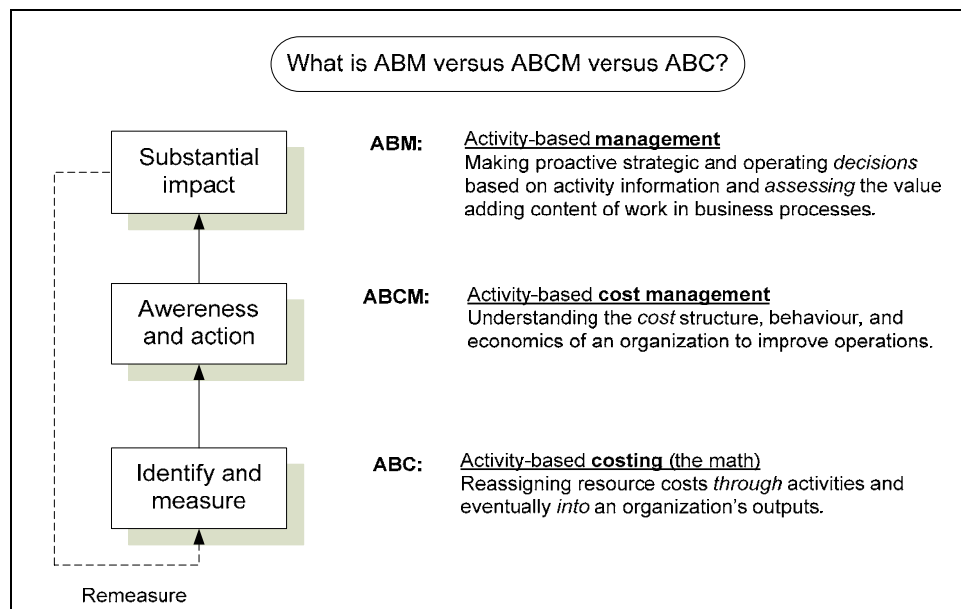 What is ABM versus ABCM versus ABC?
Substantial
impact
ABM:
Activity-based management
Making proactive strategic and operating decisions
based on activity information and assessing the value
adding content of work in business processes.
Awereness
and action
ABCM:
Activity-based cost management
Understanding the cost structure, behaviour, and
economics of an organization to improve operations.
Identify and
measure
ABC:
Activity-based costing (the math)
Reassigning resource costs through activities and
eventually into an organization's outputs.
Remeasure